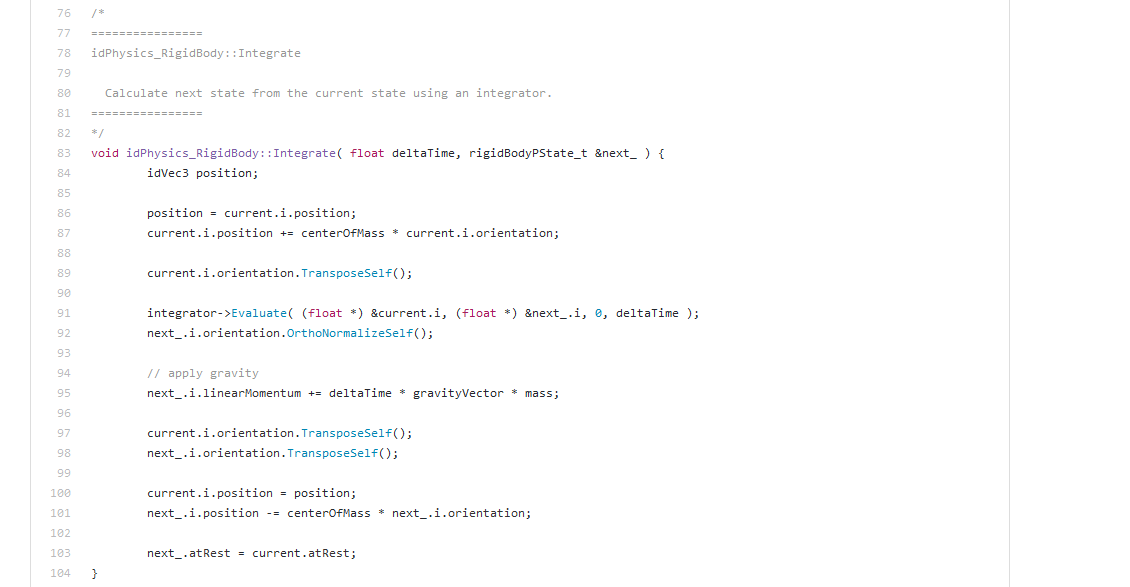 76 /*
77 ================
78 idPhysics_RigidBody::Integrate
79
80   Calculate next state from the current state using an integrator.
81 ================
82 */
83 void idPhysics_RigidBody::Integrate( float deltaTime, rigidBodyPState_t &next_ ) {
84         idVec3 position;
85
86         position = current.i.position;
87         current.i.position += centerOfMass * current.i.orientation;
88
89         current.i.orientation.TransposeSelf();
90
91         integrator->Evaluate( (float *) &current.i, (float *) &next_.i, 0, deltaTime );
92         next_.i.orientation.OrthoNormalizeSelf();
93
94         // apply gravity
95         next_.i.linearMomentum += deltaTime * gravityVector * mass;
96
97         current.i.orientation.TransposeSelf();
98         next_.i.orientation.TransposeSelf();
99
100         current.i.position = position;
101         next_.i.position -= centerOfMass * next_.i.orientation;
102
103         next_.atRest = current.atRest;
104 }